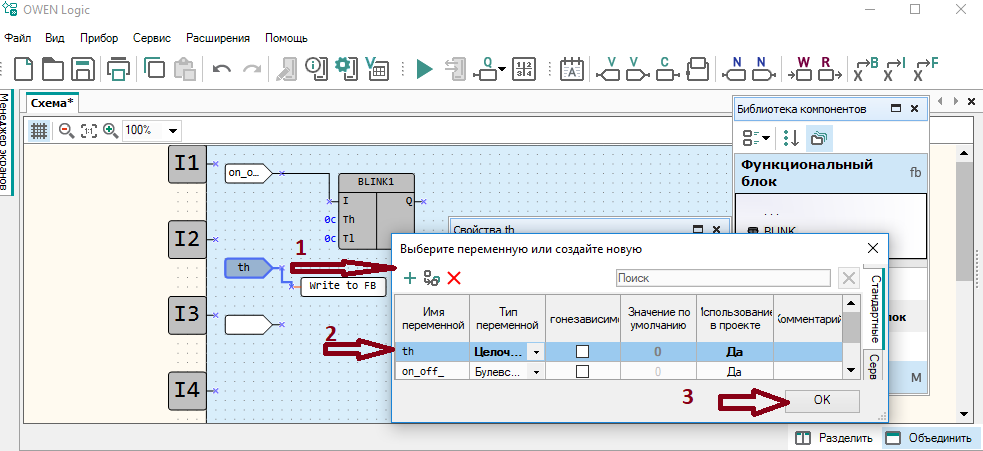 OWEN Logic
Файл Вид Прибор Сервис Расширения Помощь
Менеджер экранов
Схема*
100%
I1
on_o...
BLINK1
I Q
0c Th
0c Tl
I2
th
Write to FB
I3
I4
Библиотека компонентов
Функциональный блок fb
...
BLINK
лок
М
Свойства th
Выберите переменную или создайте новую
Поиск
Стандартные
Серв
Имя переменной
Тип переменной
гонезависимо
Значение по умолчанию
Использование в проекте
Комментарий
th Целоч... 0 Да
on_off_ Булевс... 0 Да
OK
1
2
3
Разделить Объединить